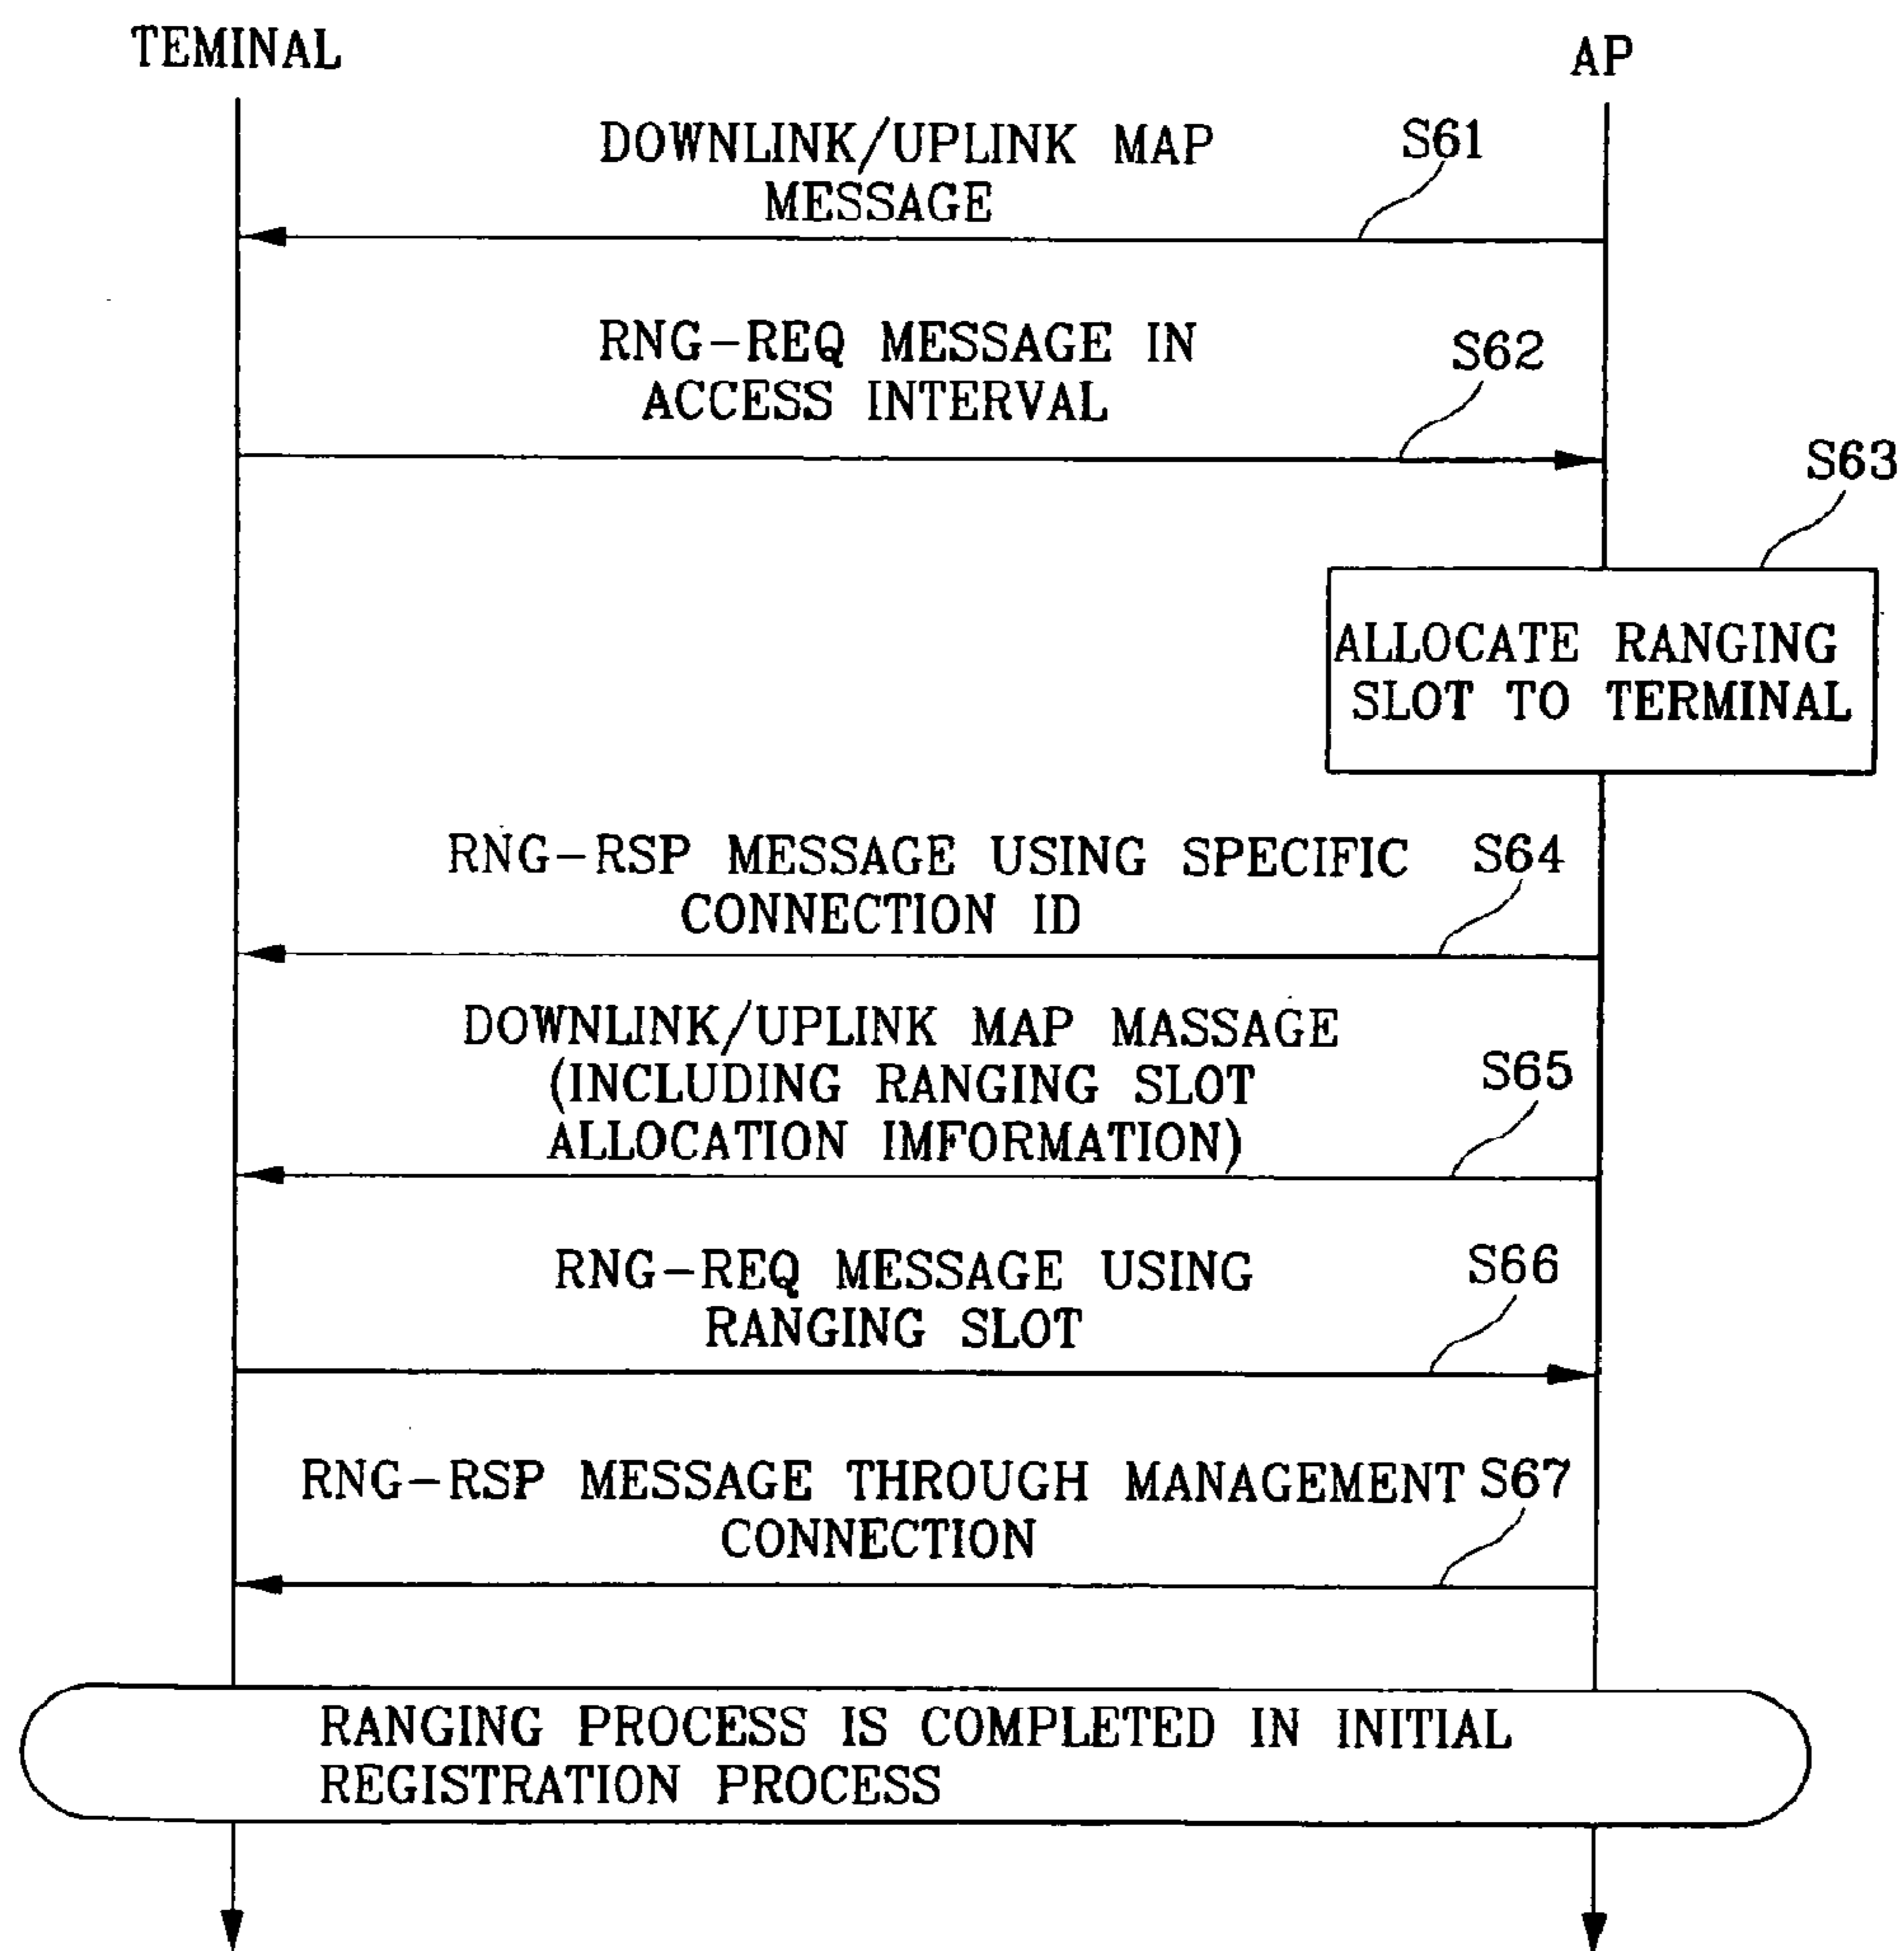 TEMINAL
AP
DOWNLINK/UPLINK MAP
MESSAGE
S61
RNG-REQ MESSAGE IN
ACCESS INTERVAL
S62
S63
ALLOCATE RANGING
SLOT TO TERMINAL
RNG-RSP MESSAGE USING SPECIFIC
CONNECTION ID
S64
DOWNLINK/UPLINK MAP MASSAGE
(INCLUDING RANGING SLOT
ALLOCATION IMFORMATION)
S65
RNG-REQ MESSAGE USING
RANGING SLOT
S66
RNG-RSP MESSAGE THROUGH MANAGEMENT
CONNECTION
S67
RANGING PROCESS IS COMPLETED IN INITIAL
REGISTRATION PROCESS